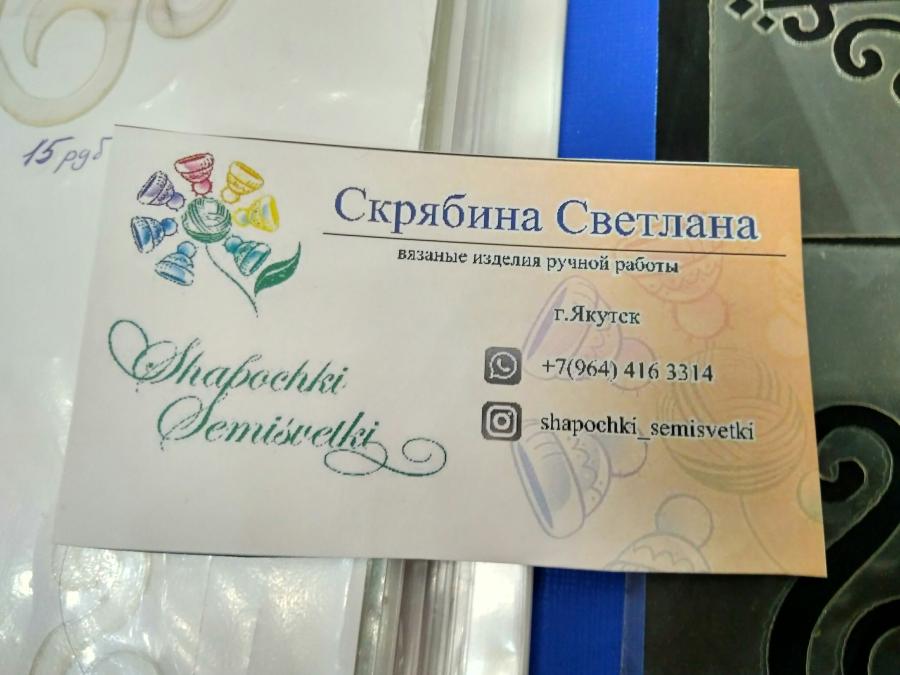 15 руб
Скрябина Светлана
вязаные изделия ручной работы
г.Якутск
+7(964) 416 3314
shapochki_semisvetki
Shapochki
Semisvetki